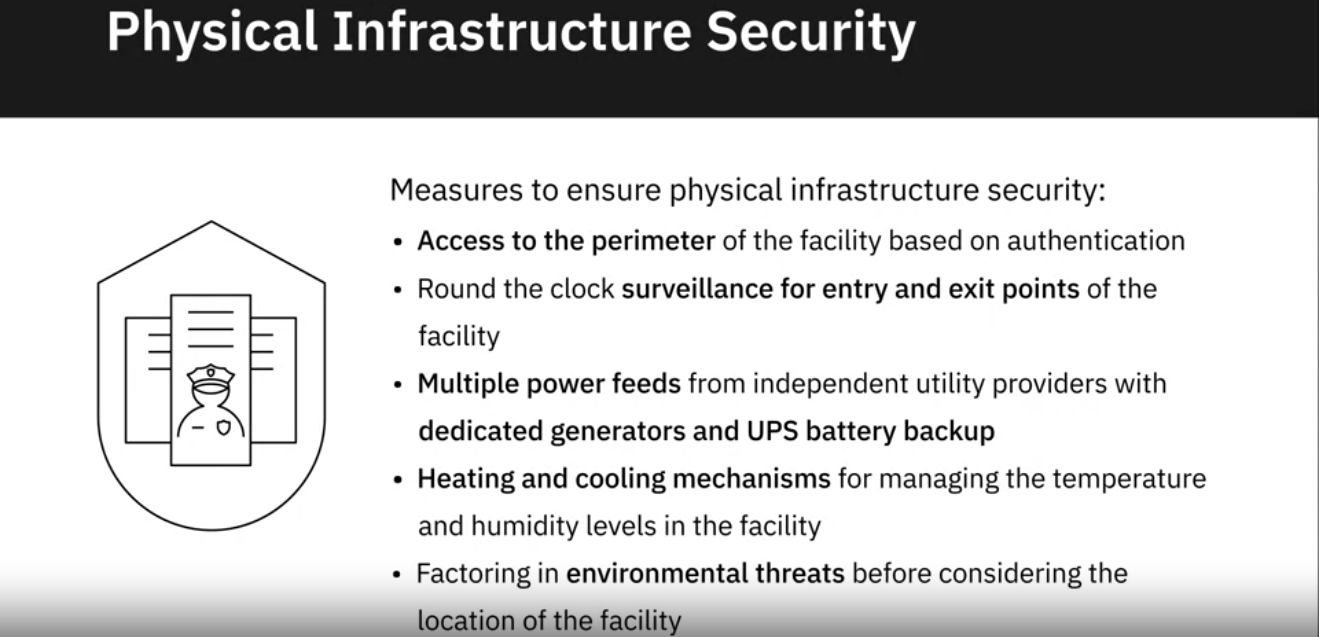 Physical Infrastructure Security
Measures to ensure physical infrastructure security:
• Access to the perimeter of the facility based on authentication
• Round the clock surveillance for entry and exit points of the
facility
• Multiple power feeds from independent utility providers with
dedicated generators and UPS battery backup
• Heating and cooling mechanisms for managing the temperature
and humidity levels in the facility
• Factoring in environmental threats before considering the
location of the facility